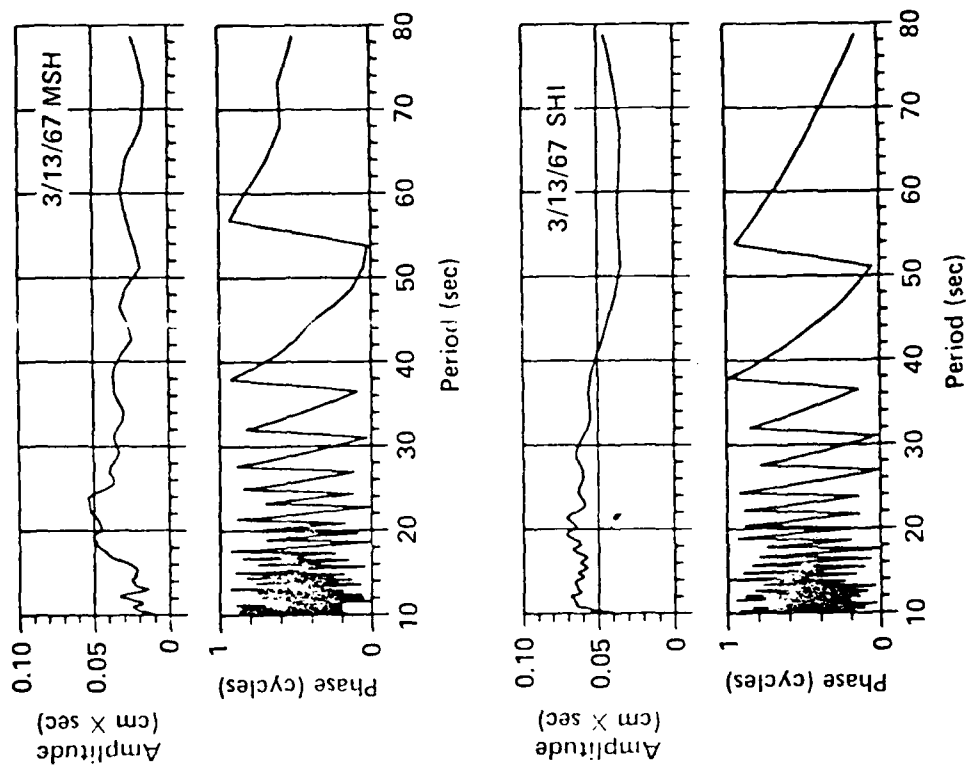 3/13/67 MSH
0.10
0.05
0
Amplitude
(cm X sec)
1
0
Phase (cycles)
10 20 30 40 50 60 70 80
Period (sec)
3/13/67 SHI
0.10
0.05
0
Amplitude
(cm X sec)
1
0
Phase (cycles)
10 20 30 40 50 60 70 80
Period (sec)